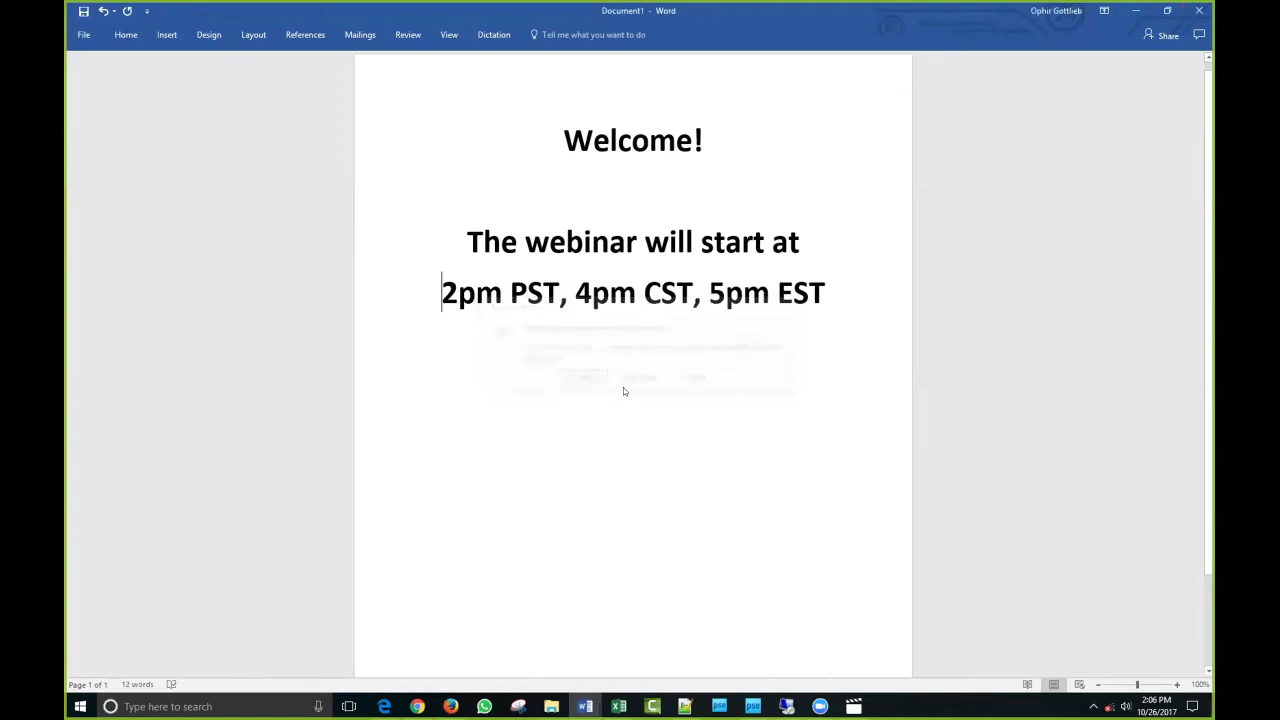 Document1 - Word
Ophir Gottlieb
File Home Insert Design Layout References Mailings Review View Dictation Tell me what you want to do Share
Welcome!
The webinar will start at
2pm PST, 4pm CST, 5pm EST
Page 1 of 1 12 words 100%
Type here to search
pse pse
2:06 PM
10/26/2017